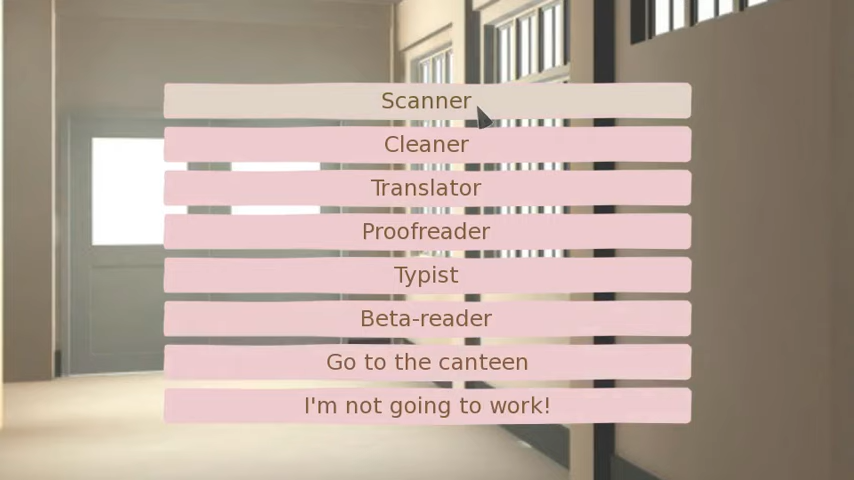 Scanner
Cleaner
Translator
Proofreader
Typist
Beta-reader
Go to the canteen
I'm not going to work!